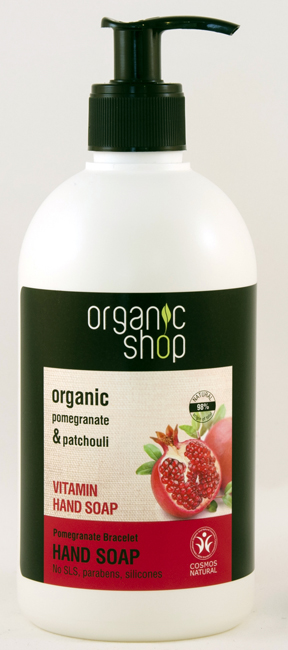 organic
shop
organic
pomegranate
& patchouli
NATURAL
98%
VITAMIN
HAND SOAP
Pomegranate Bracelet
HAND SOAP
No SLS, parabens, silicones
COSMOS
NATURAL